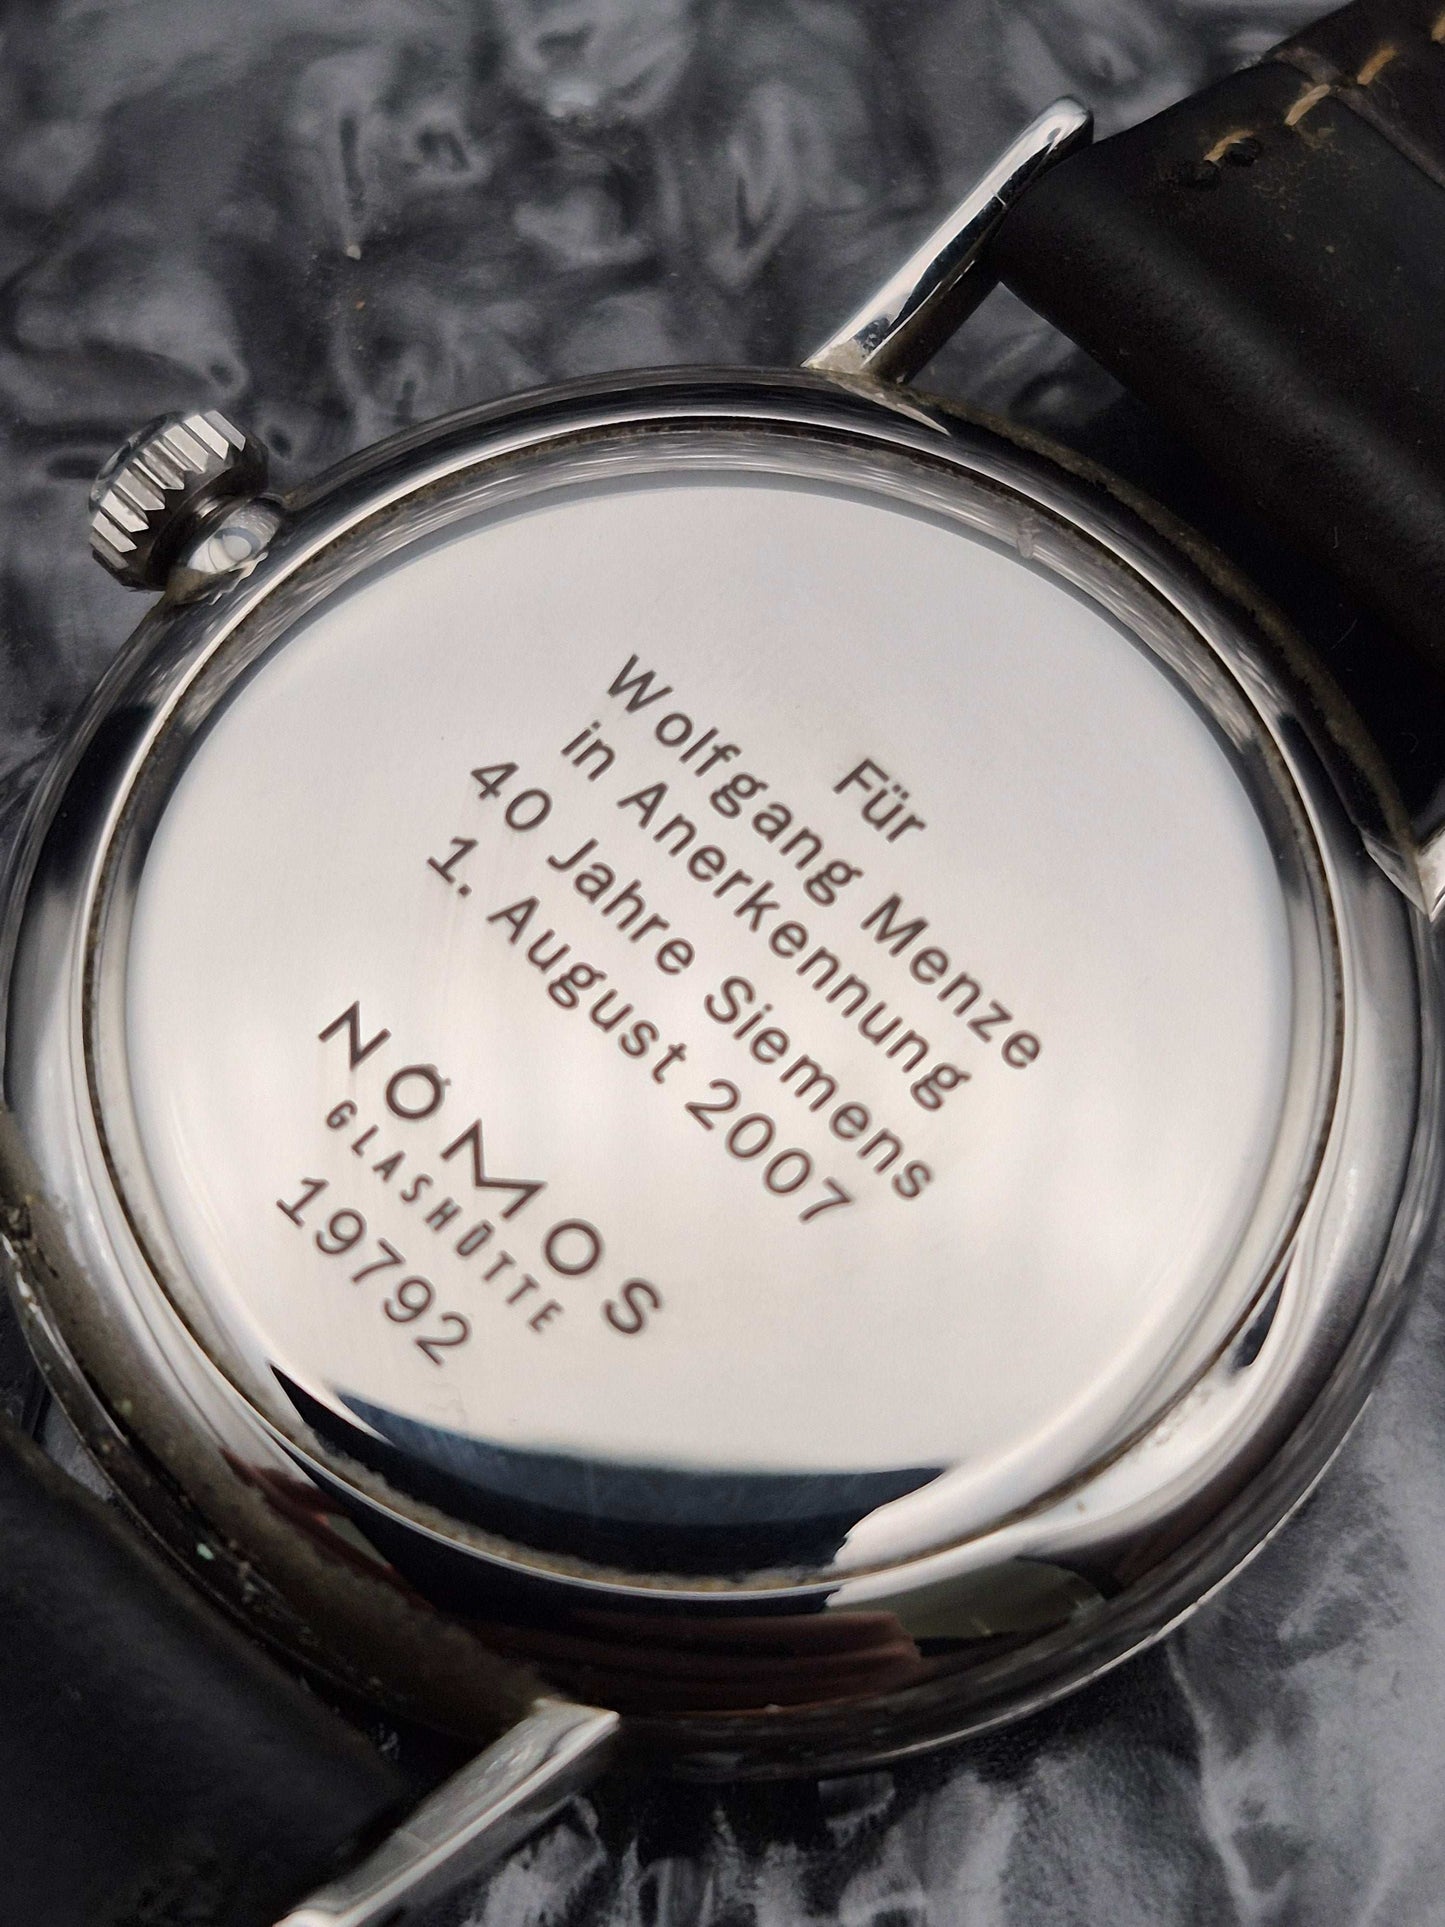 Für
Wolfgang Menze
in Anerkennung
40 Jahre Siemens
1. August 2007
NOMOS
GLASHÜTTE
19792